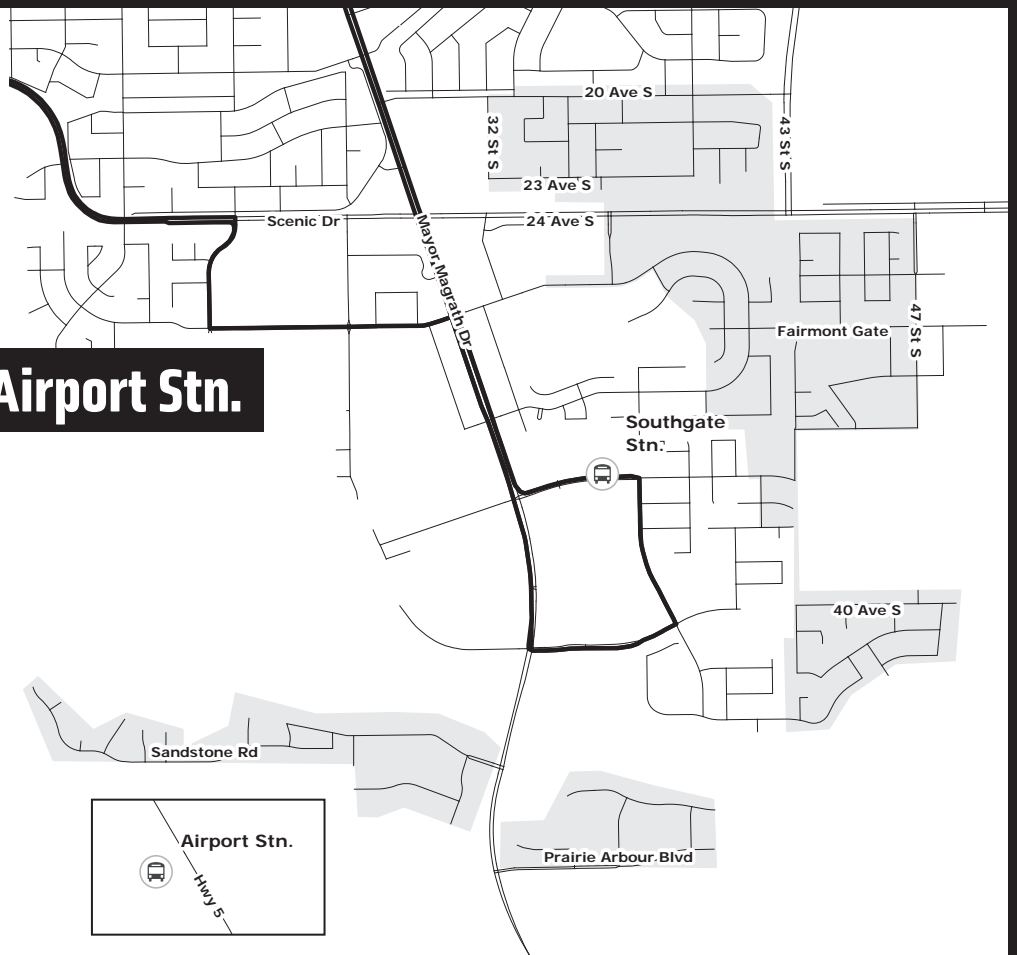 20 Ave S
32 St S
43 St S
23 Ave S
Scenic Dr
24 Ave S
Mayor Magrath Dr
Fairmont Gate
47 St S
Airport Stn.
Southgate
Stn.
40 Ave S
Sandstone Rd
Airport Stn.
Hwy 5
Prairie Arbour Blvd